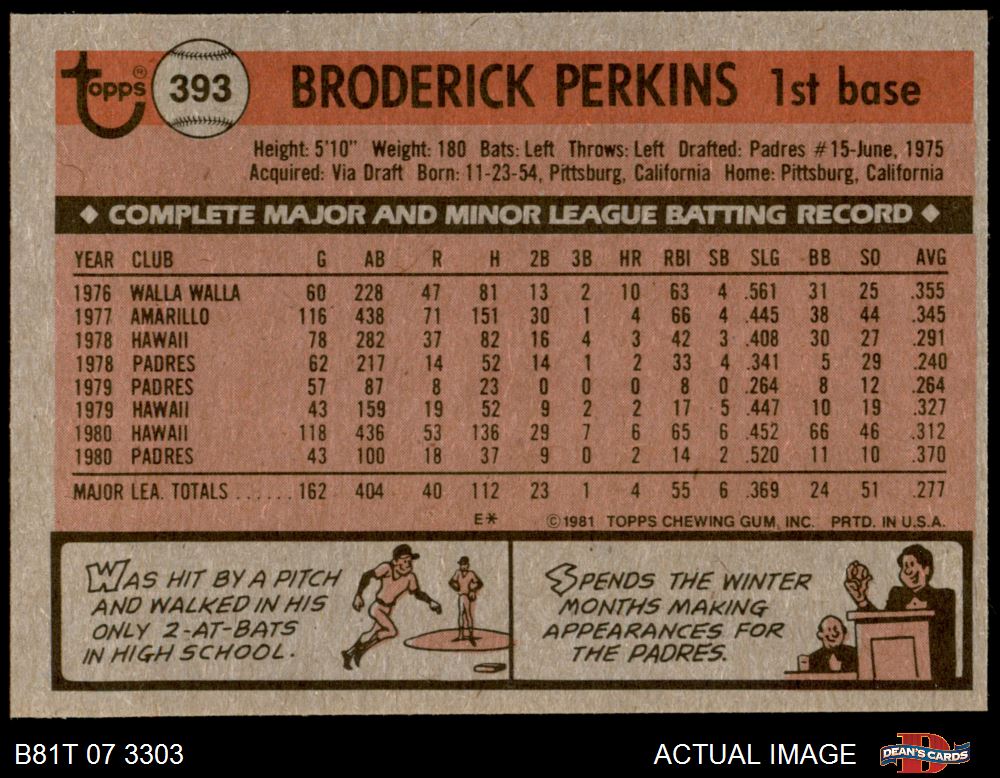 topps® 393 BRODERICK PERKINS 1st base
Height: 5'10" Weight: 180 Bats: Left Throws: Left Drafted: Padres #15-June, 1975
Acquired: Via Draft Born: 11-23-54, Pittsburg, California Home: Pittsburg, California
◆ COMPLETE MAJOR AND MINOR LEAGUE BATTING RECORD ◆
YEAR CLUB G AB R H 2B 3B HR RBI SB SLG BB SO AVG
1976 WALLA WALLA 60 228 47 81 13 2 10 63 4 .561 31 25 .355
1977 AMARILLO 116 438 71 151 30 1 4 66 4 .445 38 44 .345
1978 HAWAII 78 282 37 82 16 4 3 42 3 .408 30 27 .291
1978 PADRES 62 217 14 52 14 1 2 33 4 .341 5 29 .240
1979 PADRES 57 87 8 23 0 0 0 8 0 .264 8 12 .264
1979 HAWAII 43 159 19 52 9 2 2 17 5 .447 10 19 .327
1980 HAWAII 118 436 53 136 29 7 6 65 6 .452 66 46 .312
1980 PADRES 43 100 18 37 9 0 2 14 2 .520 11 10 .370
MAJOR LEA. TOTALS ...... 162 404 40 112 23 1 4 55 6 .369 24 51 .277
E* ©1981 TOPPS CHEWING GUM, INC. PRTD. IN U.S.A.
WAS HIT BY A PITCH
AND WALKED IN HIS
ONLY 2-AT-BATS
IN HIGH SCHOOL.
SPENDS THE WINTER
MONTHS MAKING
APPEARANCES FOR
THE PADRES.
B81T 07 3303 ACTUAL IMAGE DEAN'S CARDS